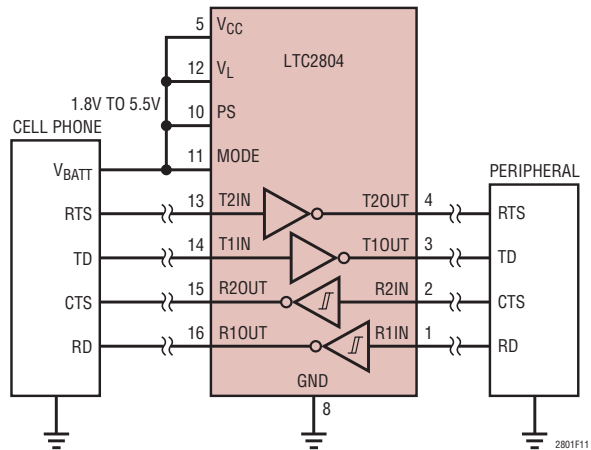 5 VCC
LTC2804
12 VL
1.8V TO 5.5V
10 PS
CELL PHONE
11 MODE
VBATT
PERIPHERAL
RTS 13 T2IN T2OUT 4 RTS
TD 14 T1IN T1OUT 3 TD
CTS 15 R2OUT R2IN 2 CTS
RD 16 R1OUT R1IN 1 RD
GND
8
2801F11